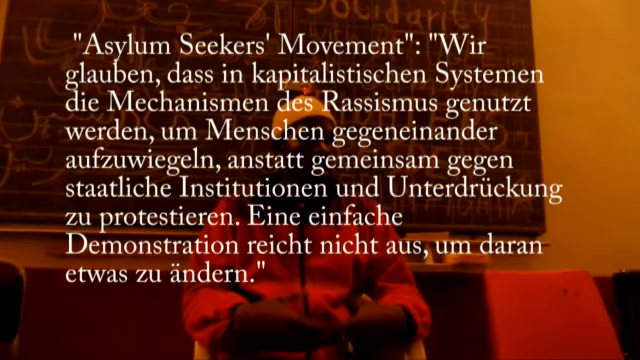 Solidarity
"Asylum Seekers' Movement": "Wir
glauben, dass in kapitalistischen Systemen
die Mechanismen des Rassismus genutzt
werden, um Menschen gegeneinander
aufzuwiegeln, anstatt gemeinsam gegen
staatliche Institutionen und Unterdrückung
zu protestieren. Eine einfache
Demonstration reicht nicht aus, um daran
etwas zu ändern."